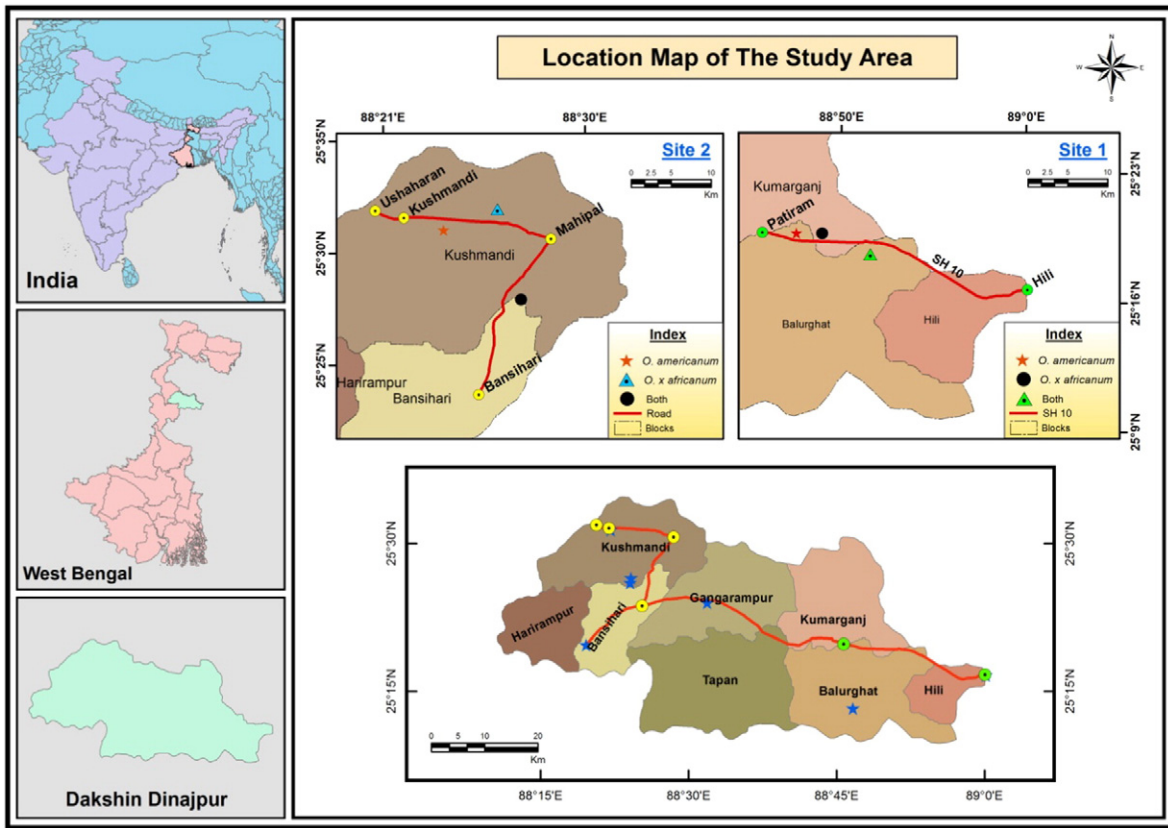 India
West Bengal
Dakshin Dinajpur
Location Map of The Study Area
N
W E
S
88°21'E 88°30'E
25°35'N
25°30'N
25°25'N
Site 2
0 2.5 5 10
Km
Ushaharan
Kushmandi
Mahipal
Kushmandi
Bansihari
Harirampur
Bansihari
Index
O. americanum
O. x africanum
Both
Road
Blocks
88°50'E 89°0'E
25°23'N
25°16'N
25°9'N
Site 1
0 2.5 5 10
Km
Kumarganj
Patiram
SH 10
Hili
Balurghat
Hili
Index
O. americanum
O. x africanum
Both
SH 10
Blocks
25°30'N
25°15'N
25°30'N
25°15'N
Kushmandi
Harirampur
Bansihari
Gangarampur
Kumarganj
Tapan
Balurghat
Hili
0 5 10 20
Km
88°15'E 88°30'E 88°45'E 89°0'E